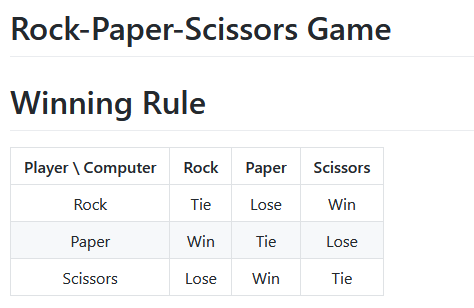 Rock-Paper-Scissors Game
Winning Rule
Player \ Computer Rock Paper Scissors
Rock Tie Lose Win
Paper Win Tie Lose
Scissors Lose Win Tie